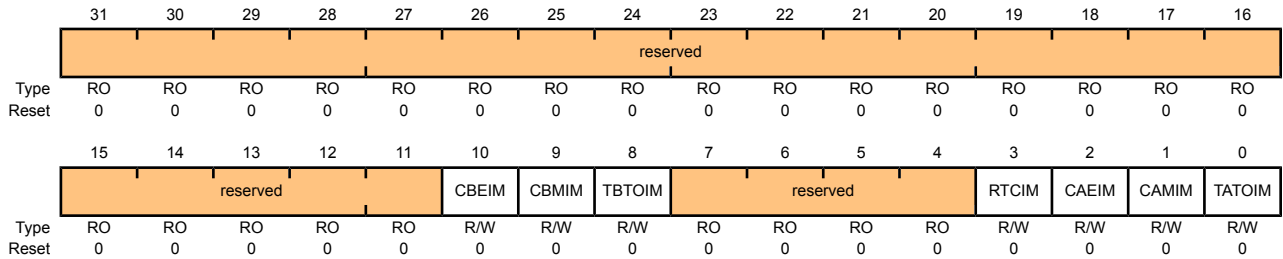 31 30 29 28 27 26 25 24 23 22 21 20 19 18 17 16
reserved
Type RO RO RO RO RO RO RO RO RO RO RO RO RO RO RO RO
Reset 0 0 0 0 0 0 0 0 0 0 0 0 0 0 0 0
15 14 13 12 11 10 9 8 7 6 5 4 3 2 1 0
reserved CBEIM CBMIM TBTOIM reserved RTCIM CAEIM CAMIM TATOIM
Type RO RO RO RO RO R/W R/W R/W RO RO RO RO R/W R/W R/W R/W
Reset 0 0 0 0 0 0 0 0 0 0 0 0 0 0 0 0